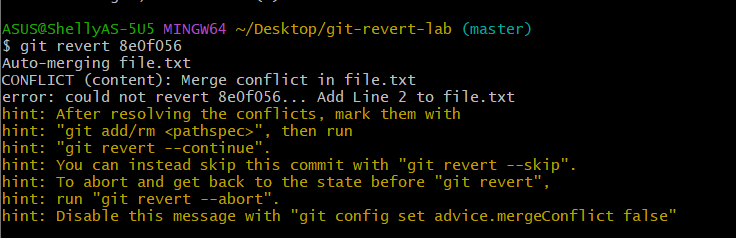 ASUS@ShellyAS-5U5 MINGW64 ~/Desktop/git-revert-lab (master)
$ git revert 8e0f056
Auto-merging file.txt
CONFLICT (content): Merge conflict in file.txt
error: could not revert 8e0f056... Add Line 2 to file.txt
hint: After resolving the conflicts, mark them with
hint: "git add/rm <pathspec>", then run
hint: "git revert --continue".
hint: You can instead skip this commit with "git revert --skip".
hint: To abort and get back to the state before "git revert",
hint: run "git revert --abort".
hint: Disable this message with "git config set advice.mergeConflict false"